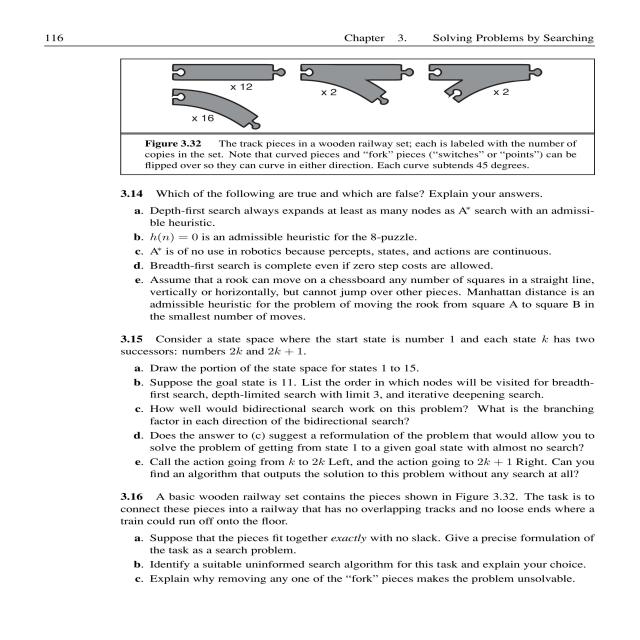 116 Chapter 3. Solving Problems by Searching
x 12
x 2
x 2
x 16
Figure 3.32 The track pieces in a wooden railway set; each is labeled with the number of
copies in the set. Note that curved pieces and “fork” pieces (“switches” or “points”) can be
flipped over so they can curve in either direction. Each curve subtends 45 degrees.
3.14 Which of the following are true and which are false? Explain your answers.
a. Depth-first search always expands at least as many nodes as A* search with an admissi-
ble heuristic.
b. h(n) = 0 is an admissible heuristic for the 8-puzzle.
c. A* is of no use in robotics because percepts, states, and actions are continuous.
d. Breadth-first search is complete even if zero step costs are allowed.
e. Assume that a rook can move on a chessboard any number of squares in a straight line,
vertically or horizontally, but cannot jump over other pieces. Manhattan distance is an
admissible heuristic for the problem of moving the rook from square A to square B in
the smallest number of moves.
3.15 Consider a state space where the start state is number 1 and each state k has two
successors: numbers 2k and 2k + 1.
a. Draw the portion of the state space for states 1 to 15.
b. Suppose the goal state is 11. List the order in which nodes will be visited for breadth-
first search, depth-limited search with limit 3, and iterative deepening search.
c. How well would bidirectional search work on this problem? What is the branching
factor in each direction of the bidirectional search?
d. Does the answer to (c) suggest a reformulation of the problem that would allow you to
solve the problem of getting from state 1 to a given goal state with almost no search?
e. Call the action going from k to 2k Left, and the action going to 2k + 1 Right. Can you
find an algorithm that outputs the solution to this problem without any search at all?
3.16 A basic wooden railway set contains the pieces shown in Figure 3.32. The task is to
connect these pieces into a railway that has no overlapping tracks and no loose ends where a
train could run off onto the floor.
a. Suppose that the pieces fit together exactly with no slack. Give a precise formulation of
the task as a search problem.
b. Identify a suitable uninformed search algorithm for this task and explain your choice.
c. Explain why removing any one of the “fork” pieces makes the problem unsolvable.